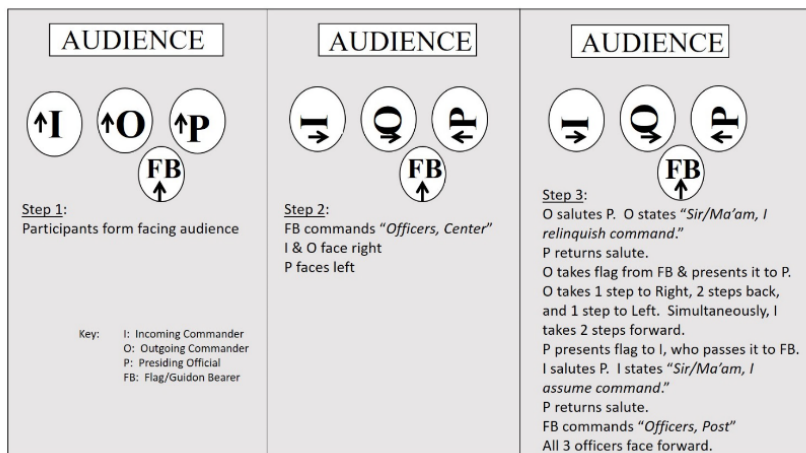 AUDIENCE
I
O
P
FB
Step 1:
Participants form facing audience
Key: I: Incoming Commander
O: Outgoing Commander
P: Presiding Official
FB: Flag/Guidon Bearer
AUDIENCE
I
O
P
FB
Step 2:
FB commands “Officers, Center”
I & O face right
P faces left
AUDIENCE
I
O
P
FB
Step 3:
O salutes P. O states “Sir/Ma’am, I
relinquish command.”
P returns salute.
O takes flag from FB & presents it to P.
O takes 1 step to Right, 2 steps back,
and 1 step to Left. Simultaneously, I
takes 2 steps forward.
P presents flag to I, who passes it to FB.
I salutes P. I states “Sir/Ma’am, I
assume command.”
P returns salute.
FB commands “Officers, Post”
All 3 officers face forward.